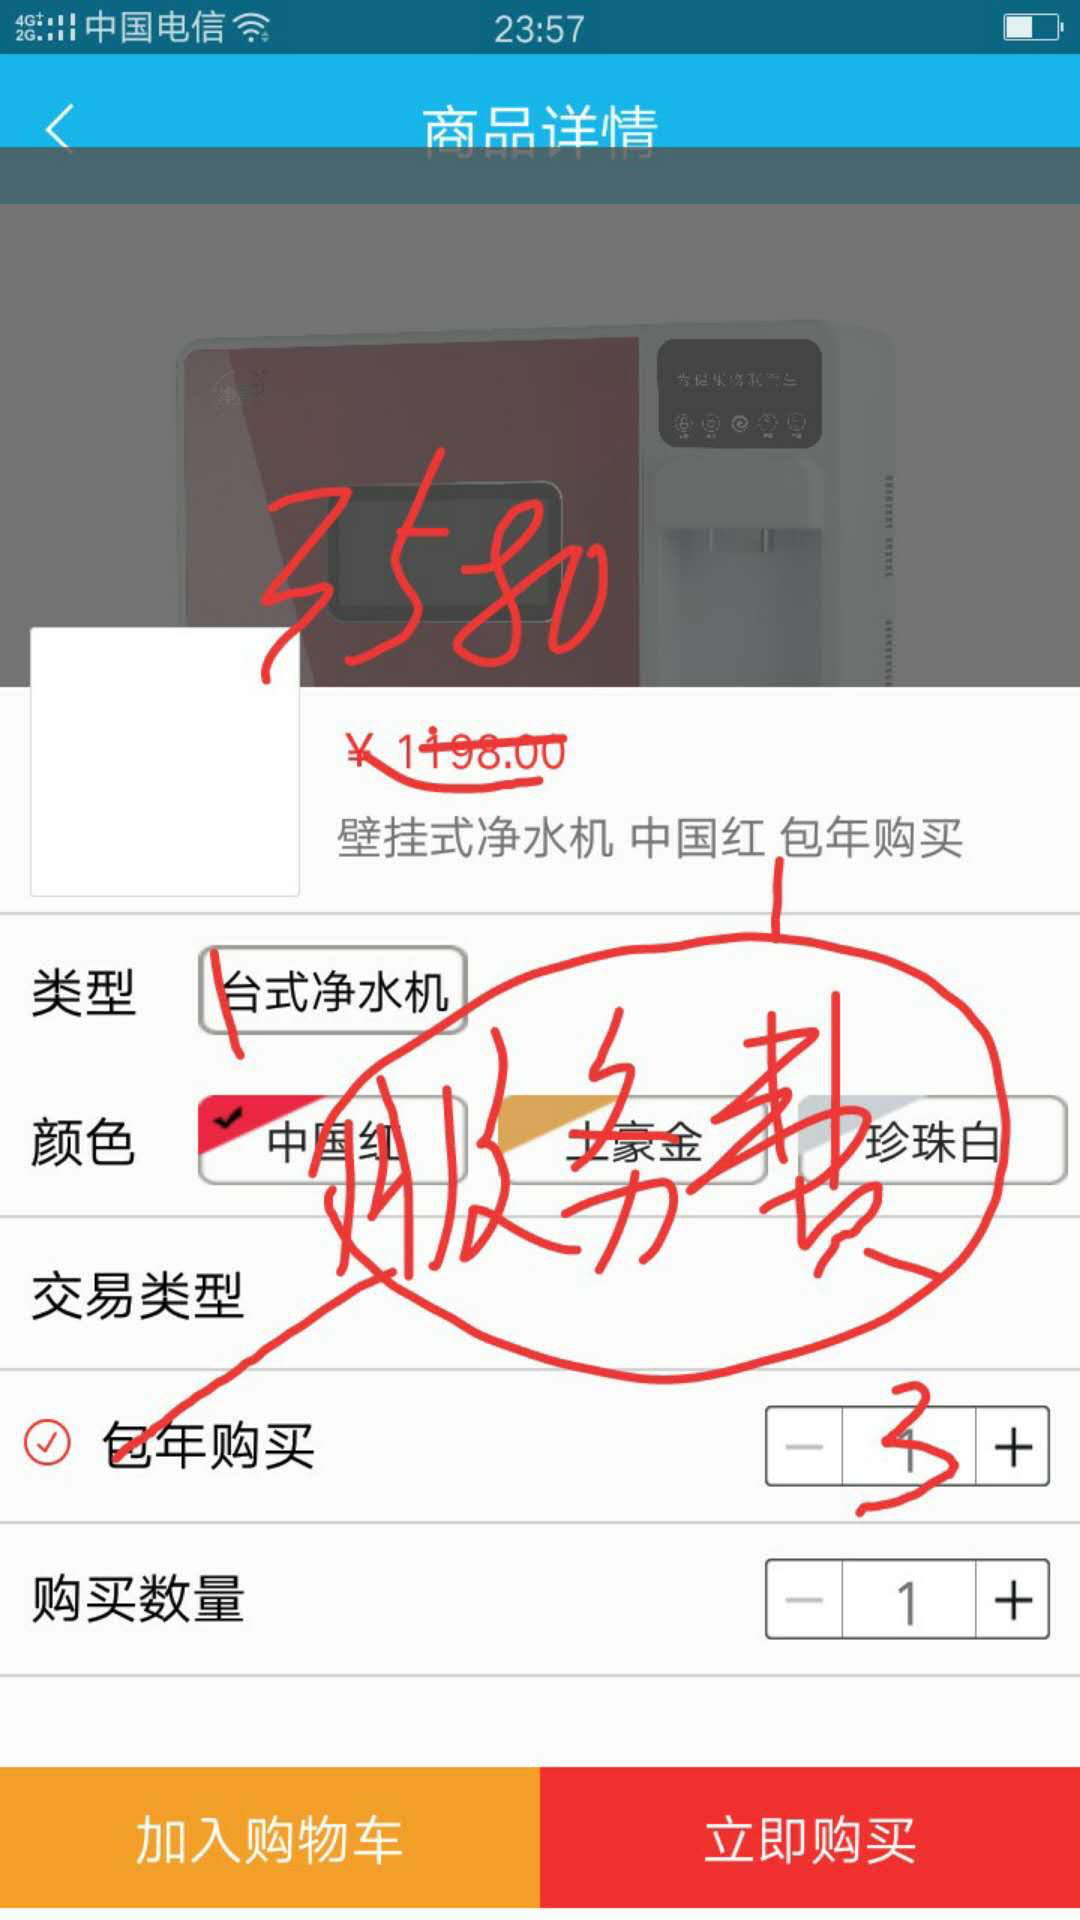 4G+ 2G 中国电信 23:57
商品详情
3580
¥ 1198.00
壁挂式净水机 中国红 包年购买
类型 台式净水机
颜色 中国红 土豪金 珍珠白
服务费
交易类型
包年购买 1 3
购买数量 1
加入购物车 立即购买